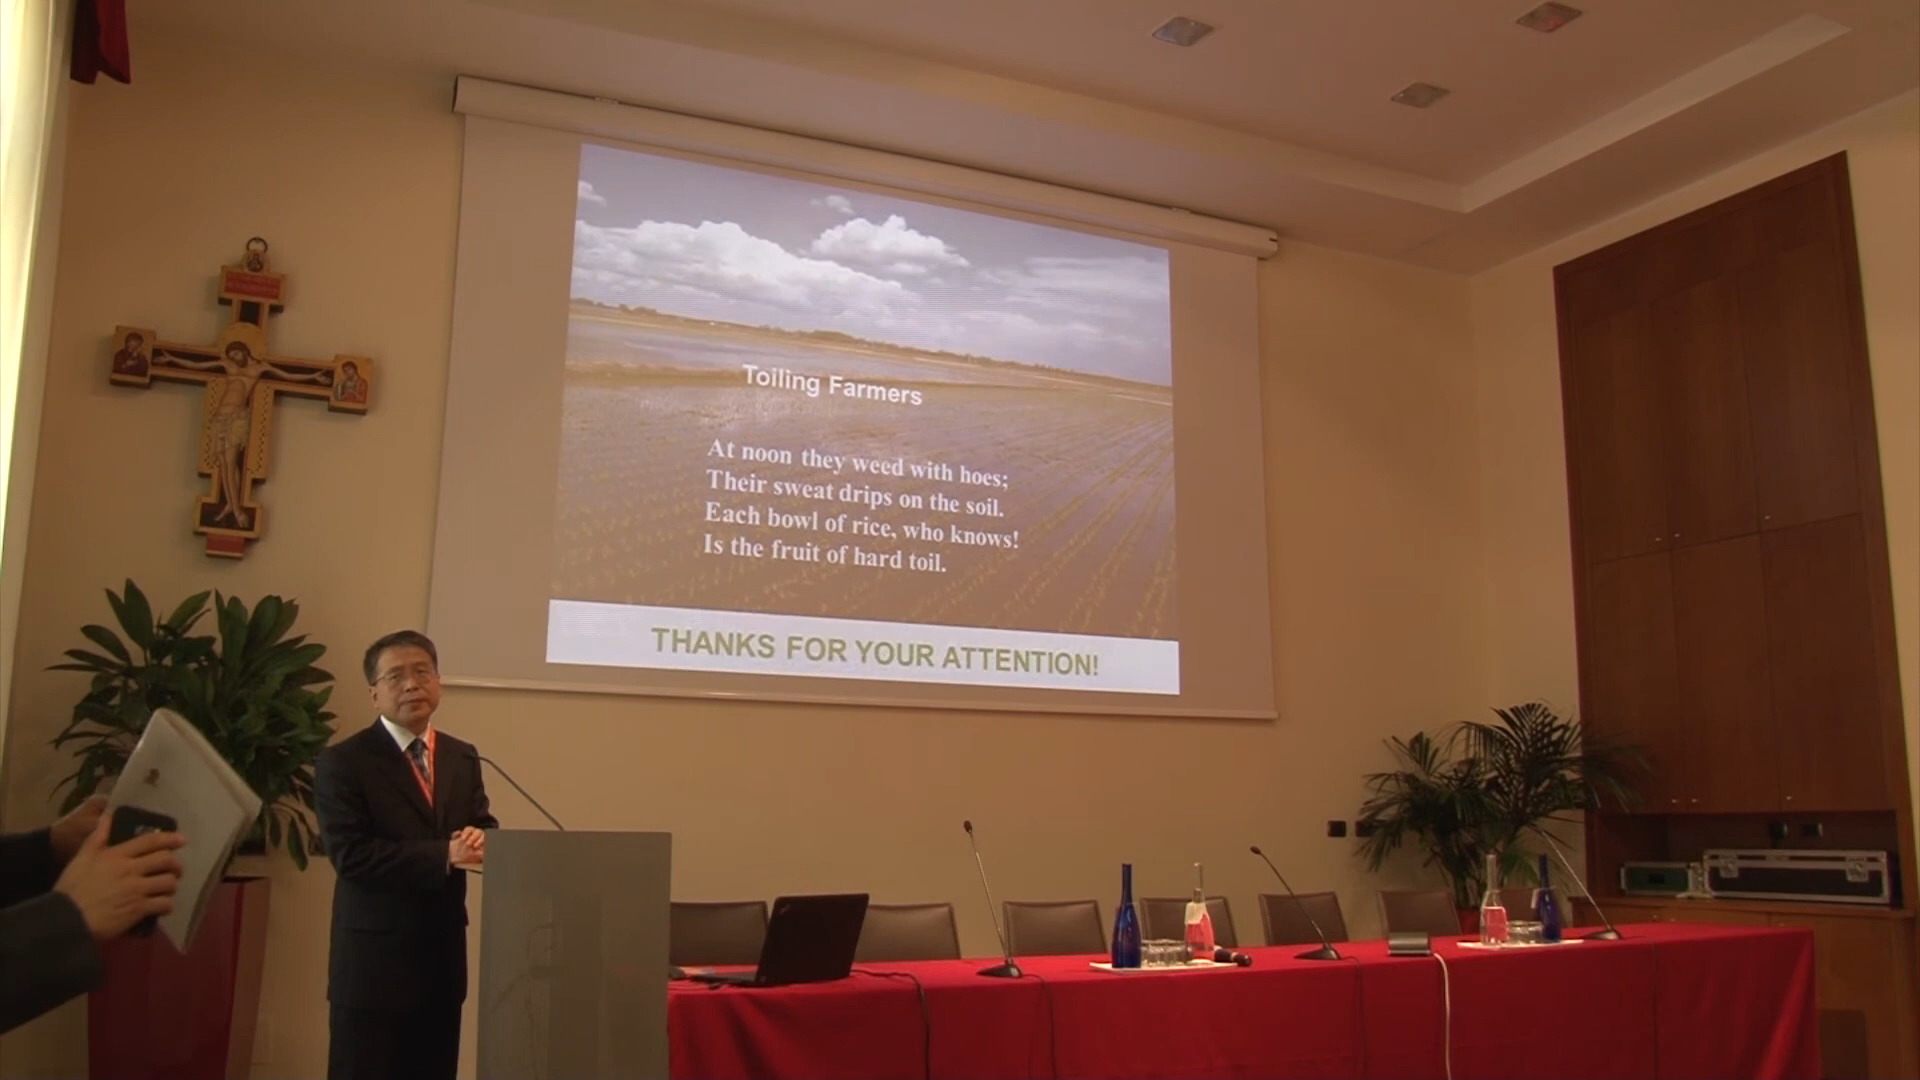 Toiling Farmers
At noon they weed with hoes;
Their sweat drips on the soil.
Each bowl of rice, who knows!
Is the fruit of hard toil.
THANKS FOR YOUR ATTENTION!